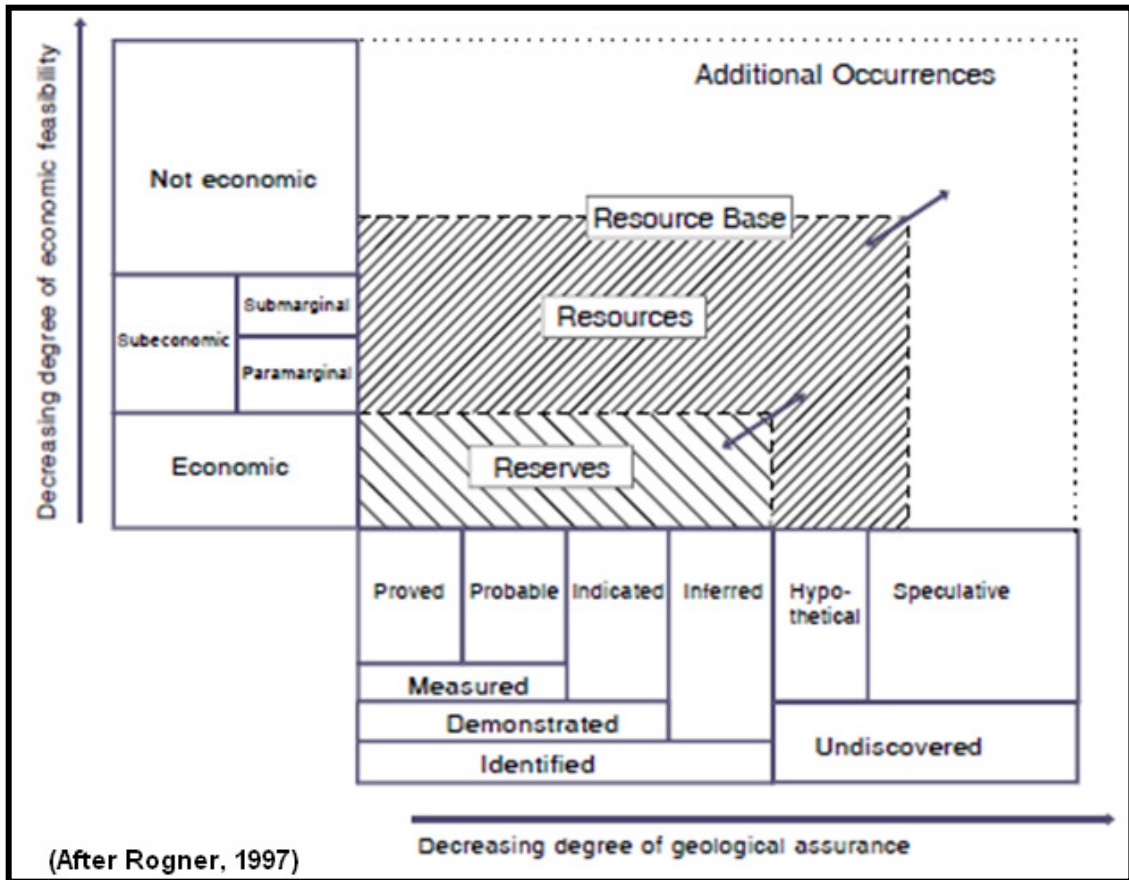 Decreasing degree of economic feasibility
Additional Occurrences
Not economic
Resource Base
Submarginal
Resources
Subeconomic
Paramarginal
Economic
Reserves
Proved
Probable
Indicated
Inferred
Hypo-
thetical
Speculative
Measured
Demonstrated
Undiscovered
Identified
Decreasing degree of geological assurance
(After Rogner, 1997)